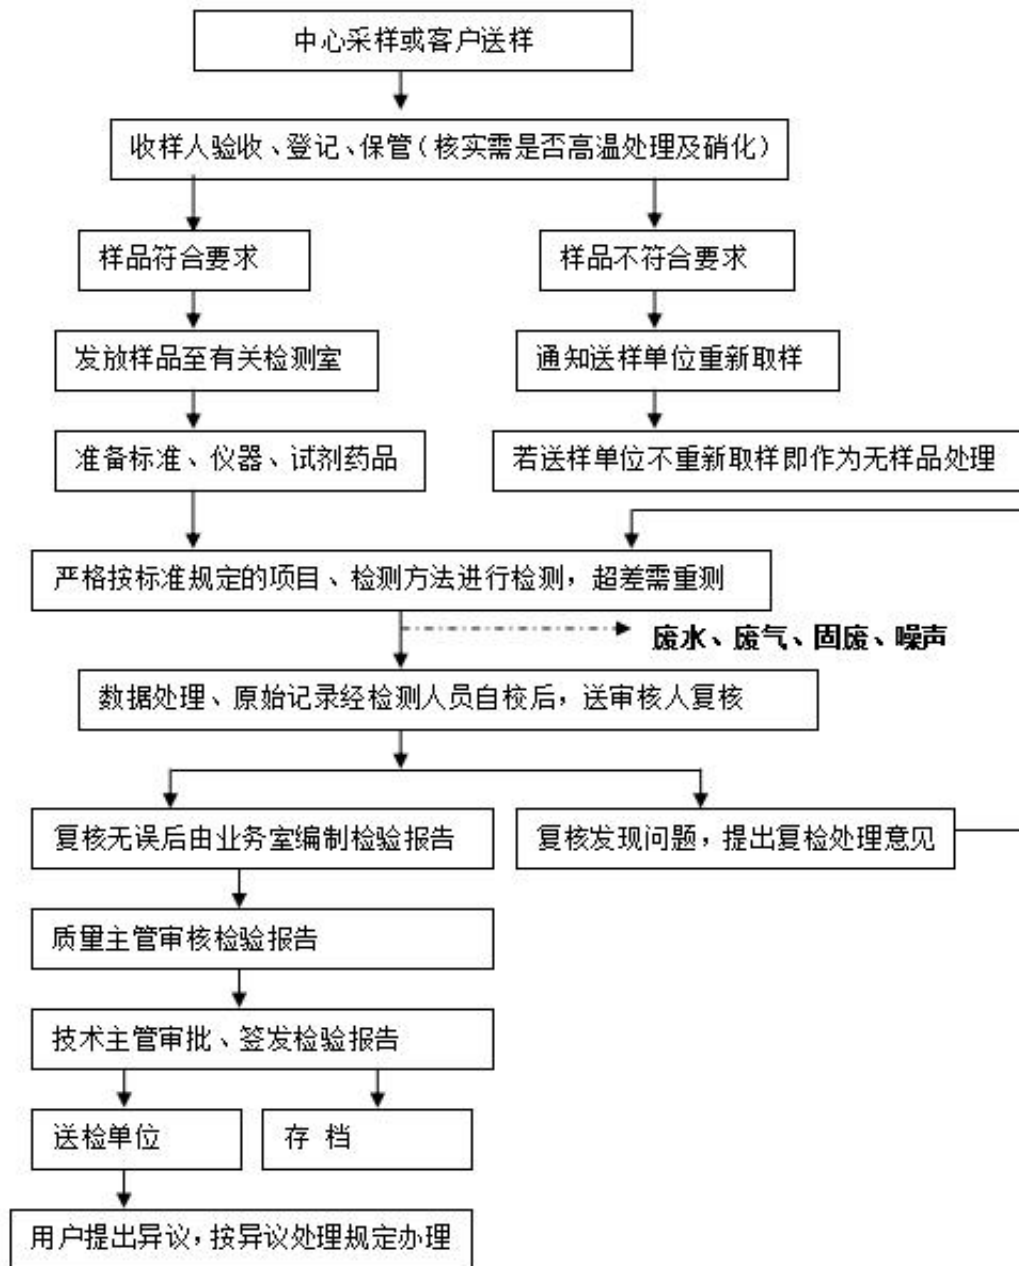 中心采样或客户送样
收样人验收、登记、保管（核实需是否高温处理及硝化）
样品符合要求
样品不符合要求
发放样品至有关检测室
通知送样单位重新取样
准备标准、仪器、试剂药品
若送样单位不重新取样即作为无样品处理
严格按标准规定的项目、检测方法进行检测，超差需重测
废水、废气、固废、噪声
数据处理、原始记录经检测人员自校后，送审核人复核
复核无误后由业务室编制检验报告
复核发现问题，提出复检处理意见
质量主管审核检验报告
技术主管审批、签发检验报告
送检单位
存 档
用户提出异议，按异议处理规定办理